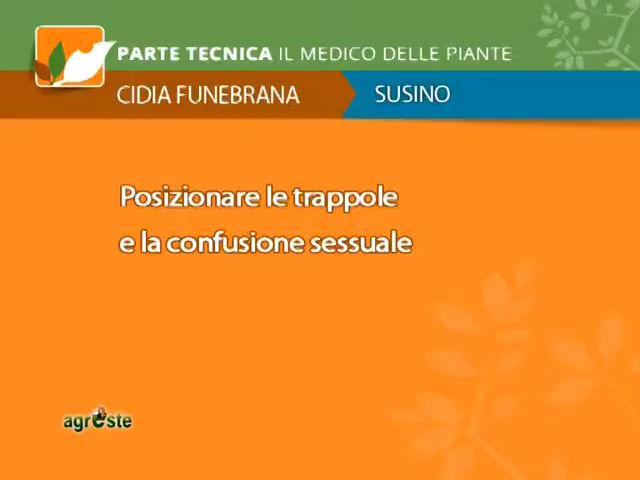 PARTE TECNICA IL MEDICO DELLE PIANTE
CIDIA FUNEBRANA
SUSINO
Posizionare le trappole
e la confusione sessuale
agreste